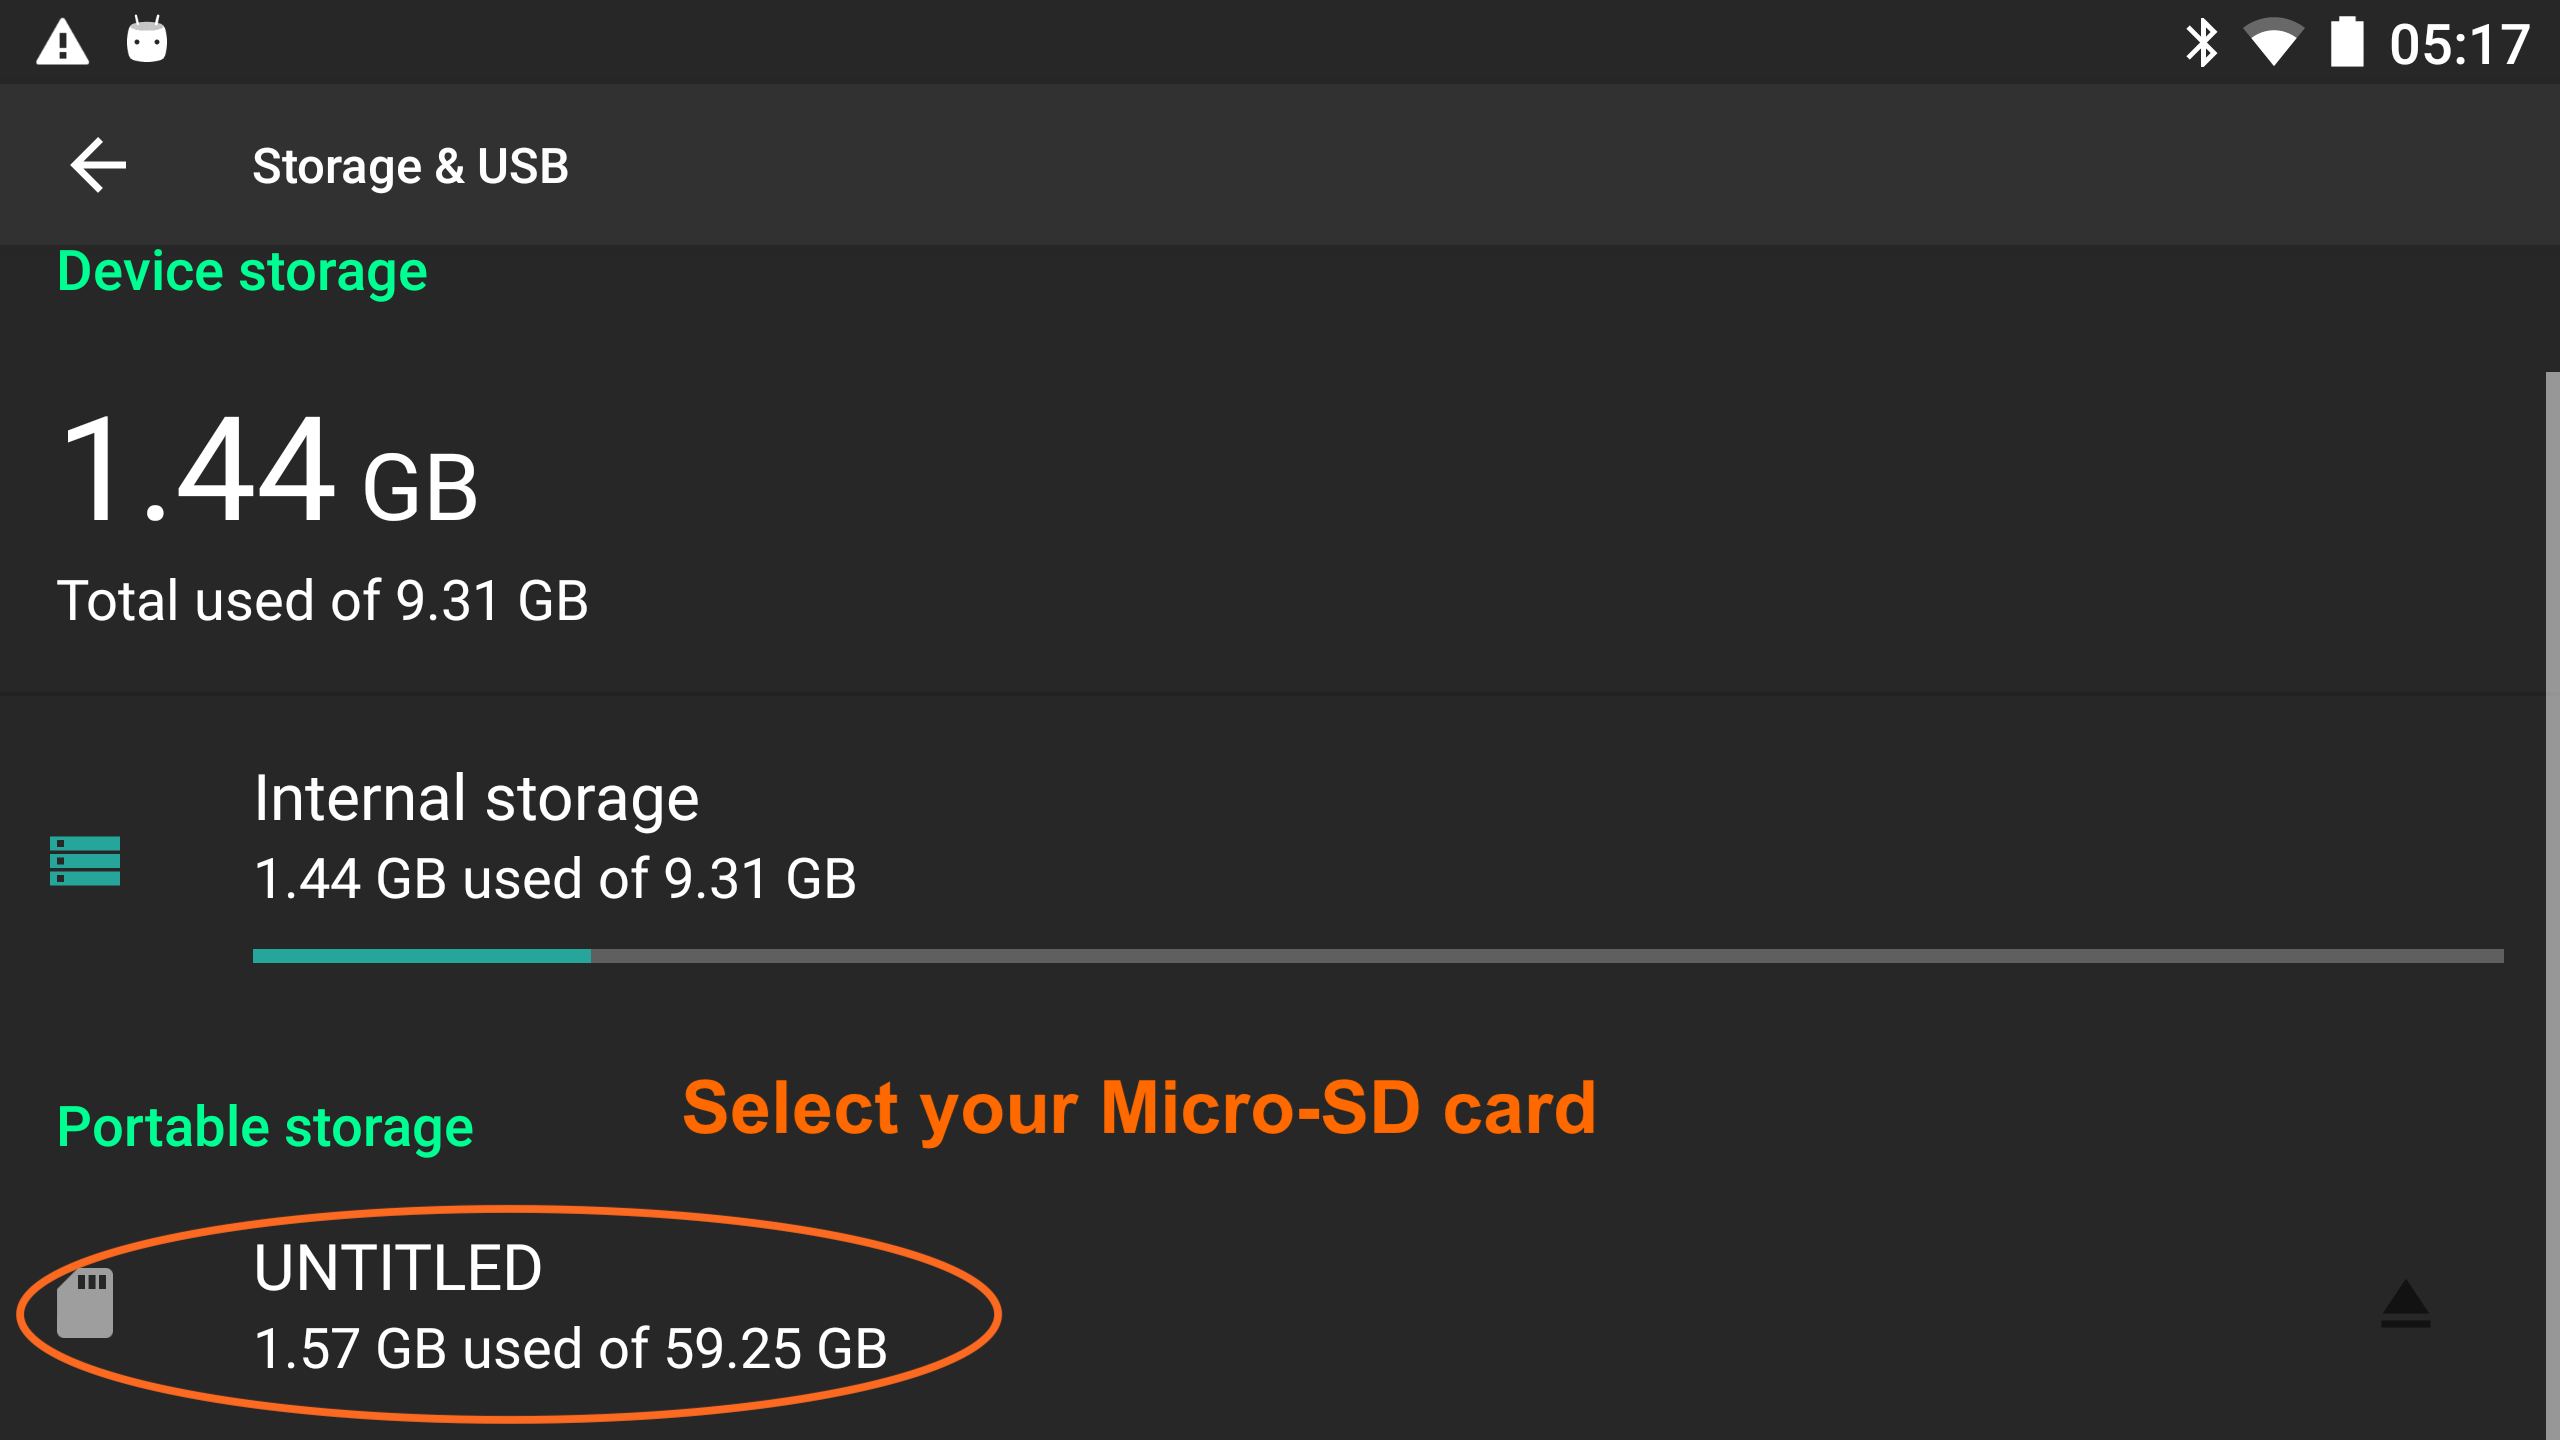 05:17
Storage & USB
Device storage
1.44 GB
Total used of 9.31 GB
Internal storage
1.44 GB used of 9.31 GB
Select your Micro-SD card
Portable storage
UNTITLED
1.57 GB used of 59.25 GB